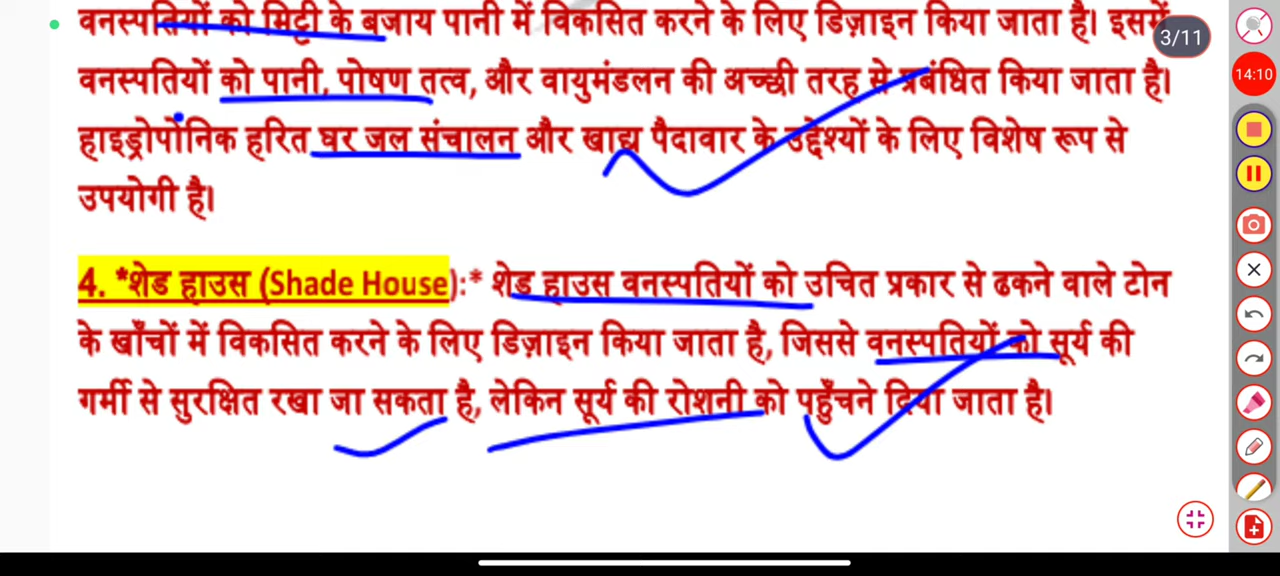 वनस्पतियों को मिट्टी के बजाय पानी में विकसित करने के लिए डिज़ाइन किया जाता है। इसमें
3/11
14:10
वनस्पतियों को पानी, पोषण तत्व, और वायुमंडलन की अच्छी तरह से प्रबंधित किया जाता है।
हाइड्रोपोनिक हरित घर जल संचालन और खाद्य पैदावार के उद्देश्यों के लिए विशेष रूप से
उपयोगी है।
4. *शेड हाउस (Shade House):* शेड हाउस वनस्पतियों को उचित प्रकार से ढकने वाले टोन
के खाँचों में विकसित करने के लिए डिज़ाइन किया जाता है, जिससे वनस्पतियों को सूर्य की
गर्मी से सुरक्षित रखा जा सकता है, लेकिन सूर्य की रोशनी को पहुँचने दिया जाता है।